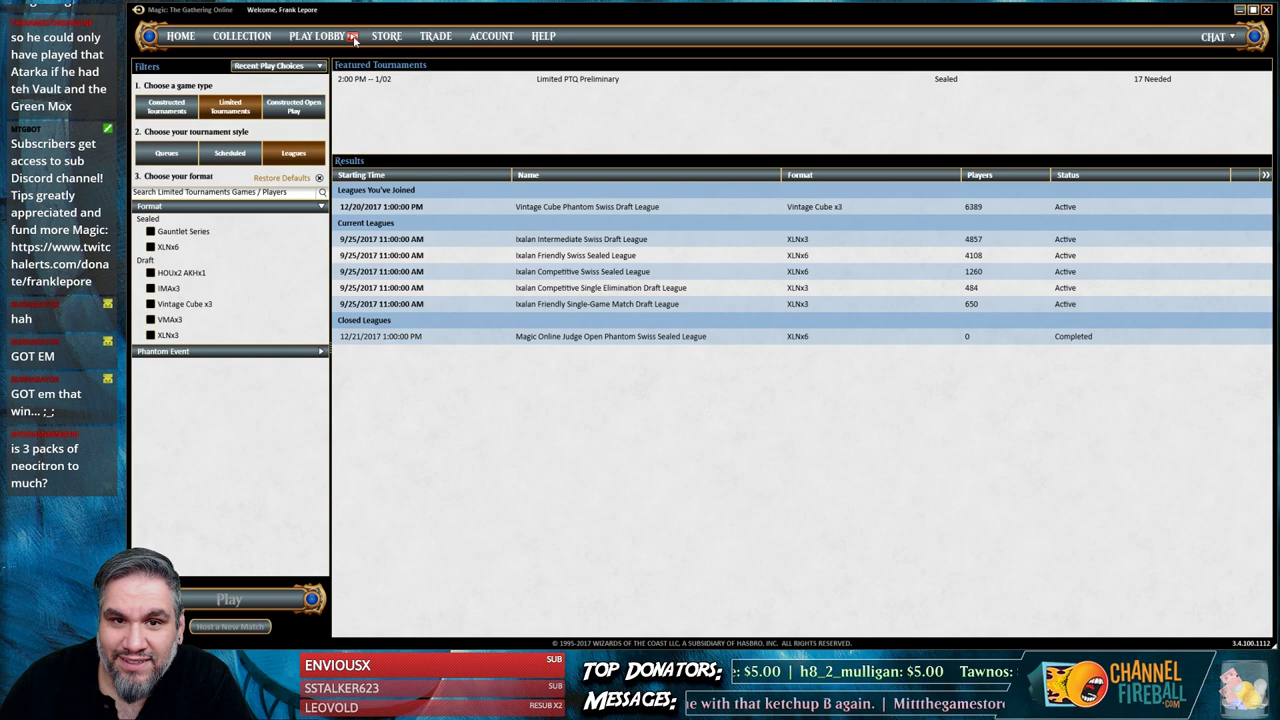 so he could only
have played that
Atarka if he had
teh Vault and the
Green Mox
MTGBOT
Subscribers get
access to sub
Discord channel!
Tips greatly
appreciated and
fund more Magic:
https://www.twitc
halerts.com/dona
te/franklepore
hah
GOT EM
GOT em that
win... ;_;
is 3 packs of
neocitron to
much?
Magic: The Gathering Online Welcome, Frank Lepore
HOME COLLECTION PLAY LOBBY STORE TRADE ACCOUNT HELP CHAT
Filters Recent Play Choices
1. Choose a game type
Constructed Tournaments Limited Tournaments Constructed Open Play
2. Choose your tournament style
Queues Scheduled Leagues
3. Choose your format Restore Defaults
Search Limited Tournaments Games / Players
Format
Sealed
Gauntlet Series
XLNx6
Draft
HOUx2 AKHx1
IMAx3
Vintage Cube x3
VMAx3
XLNx3
Phantom Event
Play
Host a New Match
Featured Tournaments
2:00 PM -- 1/02 Limited PTQ Preliminary Sealed 17 Needed
Results
Starting Time Name Format Players Status
Leagues You've Joined
12/20/2017 1:00:00 PM Vintage Cube Phantom Swiss Draft League Vintage Cube x3 6389 Active
Current Leagues
9/25/2017 11:00:00 AM Ixalan Intermediate Swiss Draft League XLNx3 4857 Active
9/25/2017 11:00:00 AM Ixalan Friendly Swiss Sealed League XLNx6 4108 Active
9/25/2017 11:00:00 AM Ixalan Competitive Swiss Sealed League XLNx6 1260 Active
9/25/2017 11:00:00 AM Ixalan Competitive Single Elimination Draft League XLNx3 484 Active
9/25/2017 11:00:00 AM Ixalan Friendly Single-Game Match Draft League XLNx3 650 Active
Closed Leagues
12/21/2017 1:00:00 PM Magic Online Judge Open Phantom Swiss Sealed League XLNx6 0 Completed
© 1995-2017 WIZARDS OF THE COAST LLC, A SUBSIDIARY OF HASBRO, INC. ALL RIGHTS RESERVED. 3.4.100.1112
ENVIOUSX SUB
SSTALKER623 SUB
LEOVOLD RESUB X2
TOP DONATORS: : $5.00 | h8_2_mulligan: $5.00 Tawnos:
MESSAGES: e with that ketchup B again. | Mittthegamestore
CHANNEL
FIREBALL
.COM